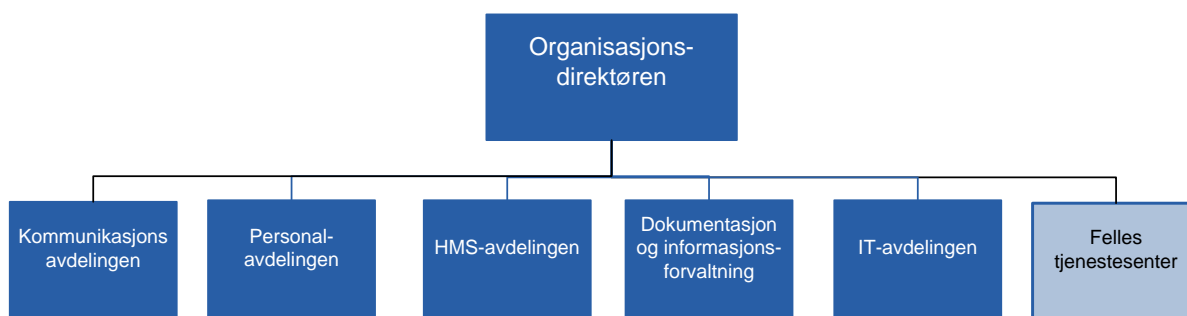 Organisasjons-
direktøren
Kommunikasjons
avdelingen
Personal-
avdelingen
HMS-avdelingen
Dokumentasjon
og informasjons-
forvaltning
IT-avdelingen
Felles
tjenestesenter